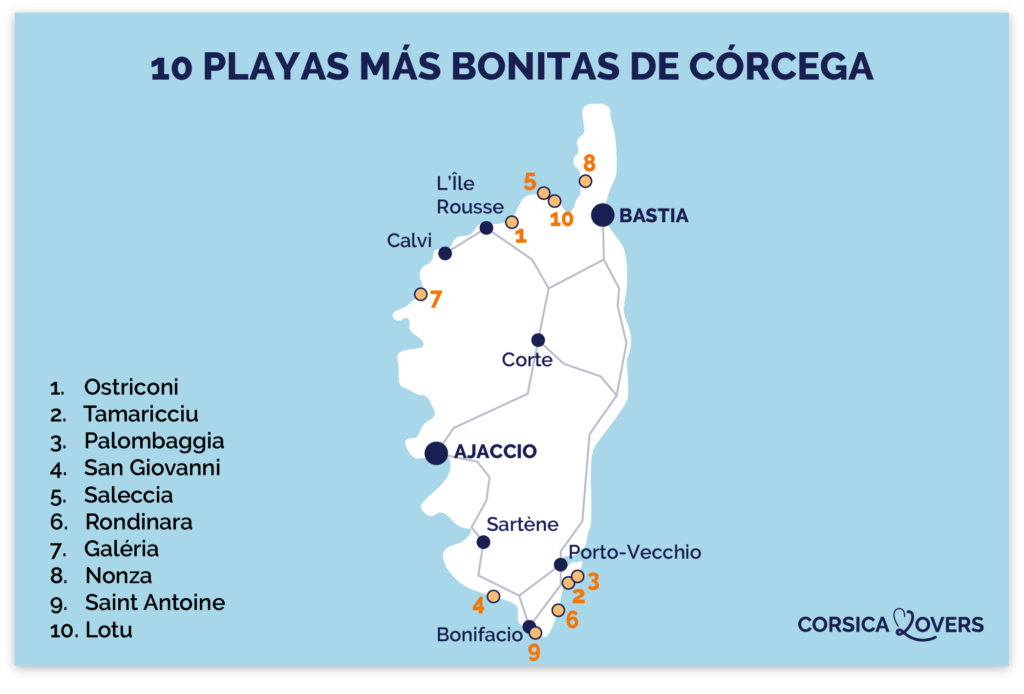 10 PLAYAS MÁS BONITAS DE CÓRCEGA
8
5
L'Île
Rousse
10
BASTIA
1
Calvi
7
Corte
1. Ostriconi
2. Tamaricciu
3. Palombaggia
4. San Giovanni
5. Saleccia
6. Rondinara
7. Galéria
8. Nonza
9. Saint Antoine
10. Lotu
AJACCIO
Sartène
Porto-Vecchio
3
2
4
6
Bonifacio
9
CORSICA LOVERS